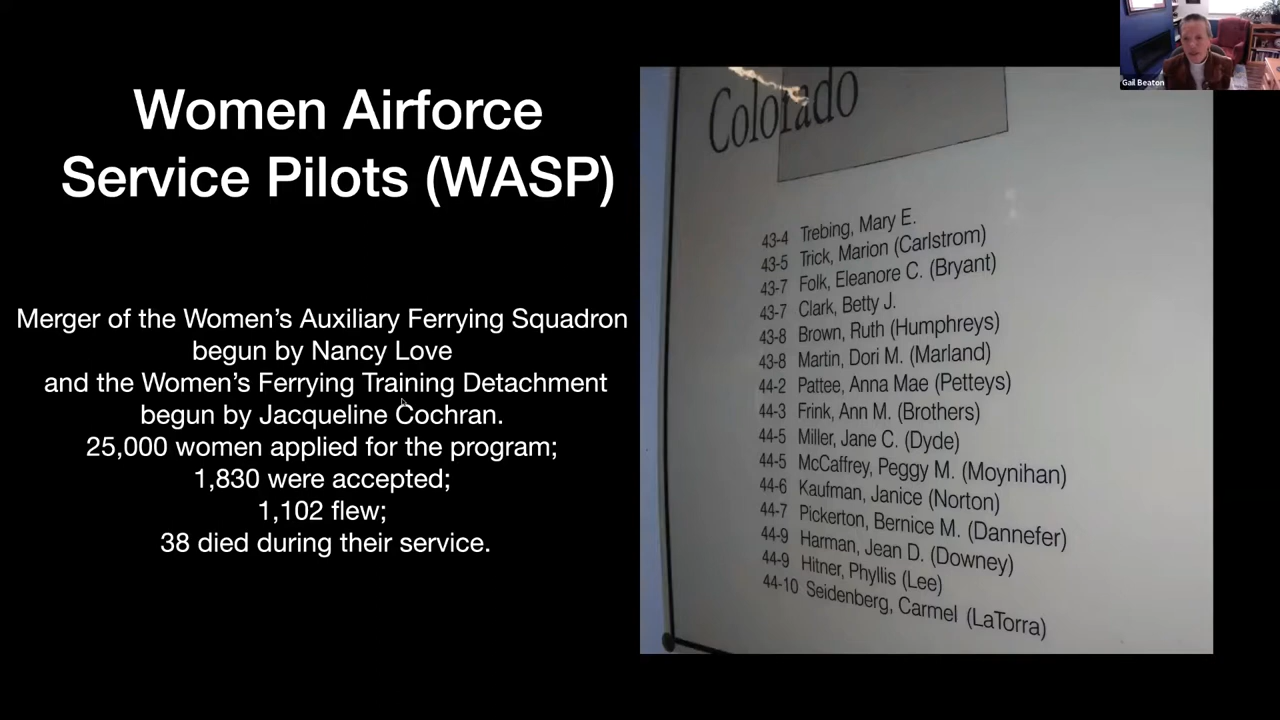 Women Airforce
Service Pilots (WASP)
Merger of the Women's Auxiliary Ferrying Squadron
begun by Nancy Love
and the Women's Ferrying Training Detachment
begun by Jacqueline Cochran.
25,000 women applied for the program;
1,830 were accepted;
1,102 flew;
38 died during their service.
Colorado
43-4 Trebing, Mary E.
43-5 Trick, Marion (Carlstrom)
43-7 Folk, Eleanore C. (Bryant)
43-7 Clark, Betty J.
43-8 Brown, Ruth (Humphreys)
43-8 Martin, Dori M. (Marland)
44-2 Pattee, Anna Mae (Petteys)
44-3 Frink, Ann M. (Brothers)
44-5 Miller, Jane C. (Dyde)
44-5 McCaffrey, Peggy M. (Moynihan)
44-6 Kaufman, Janice (Norton)
44-7 Pickerton, Bernice M. (Dannefer)
44-9 Harman, Jean D. (Downey)
44-9 Hitner, Phyllis (Lee)
44-10 Seidenberg, Carmel (LaTorra)
Gail Beaton